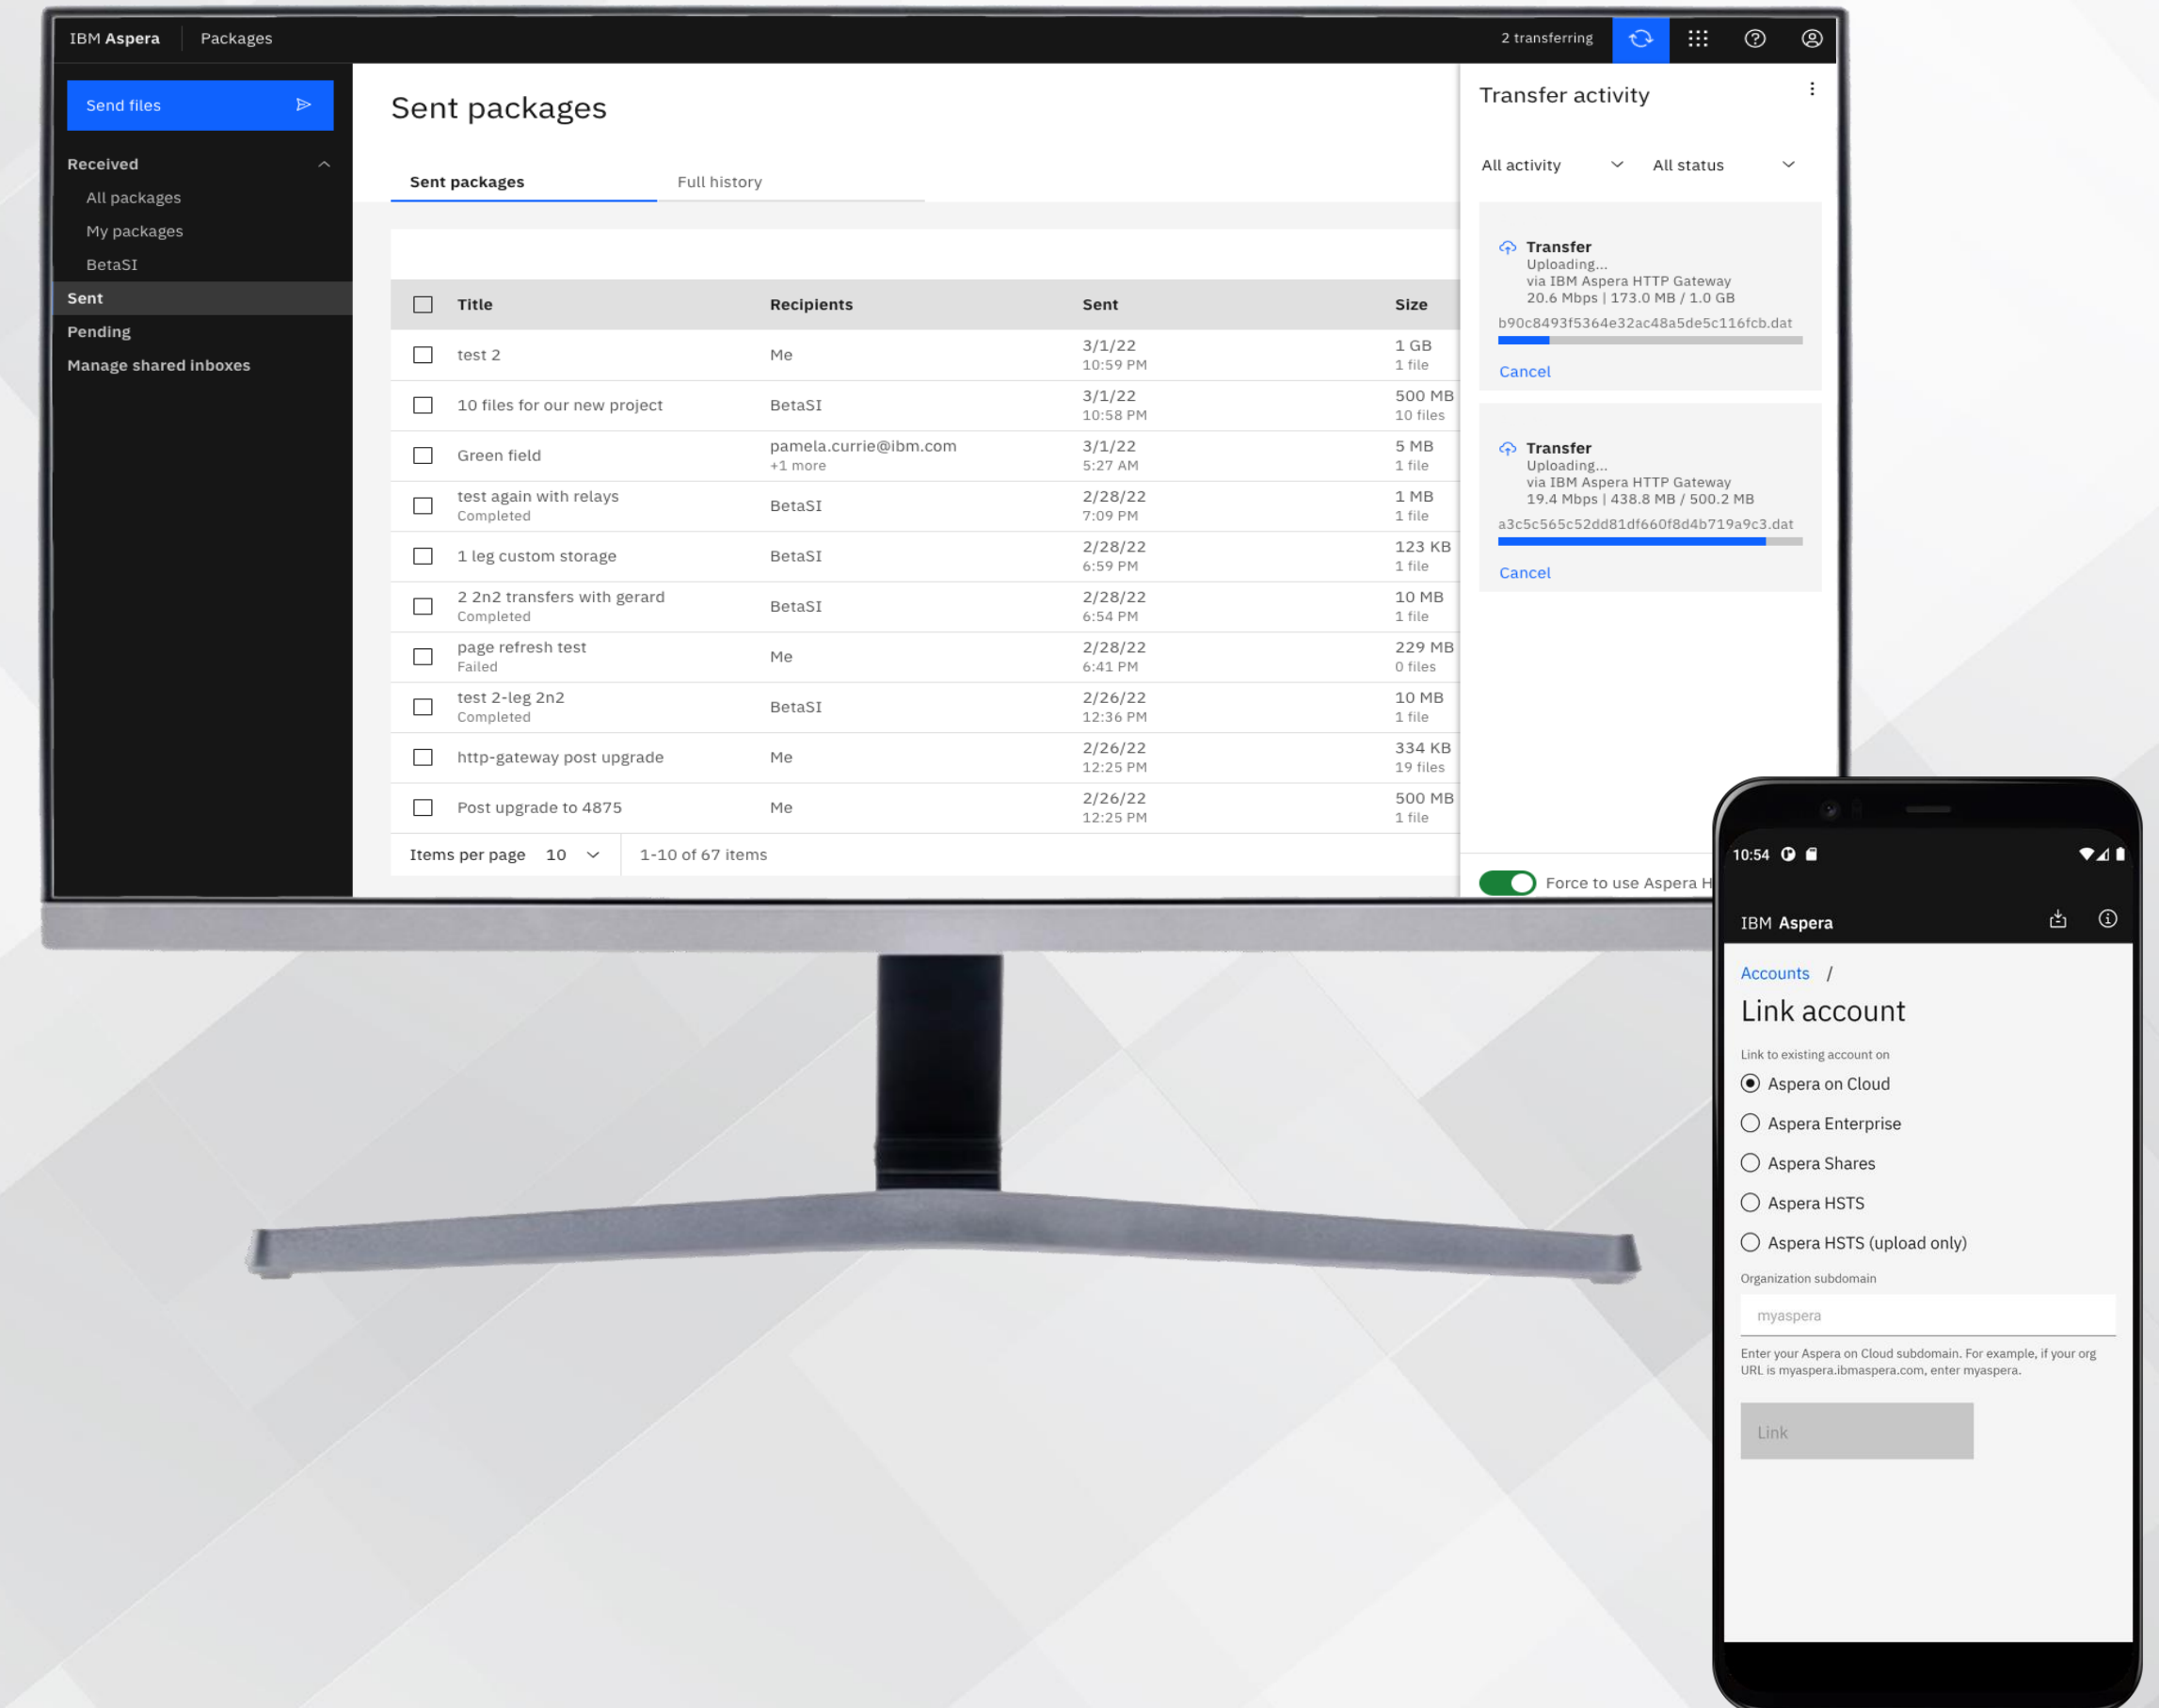 IBM Aspera
Packages
2 transferring
Send files
Received
All packages
My packages
BetaSI
Sent
Pending
Manage shared inboxes
Sent packages
Sent packages
Full history
Title Recipients Sent Size
test 2 Me 3/1/22 1 GB
10:59 PM 1 file
10 files for our new project BetaSI 3/1/22 500 MB
10:58 PM 10 files
Green field pamela.currie@ibm.com 3/1/22 5 MB
+1 more 5:27 AM 1 file
test again with relays BetaSI 2/28/22 1 MB
Completed 7:09 PM 1 file
1 leg custom storage BetaSI 2/28/22 123 KB
6:59 PM 1 file
2 2n2 transfers with gerard BetaSI 2/28/22 10 MB
Completed 6:54 PM 1 file
page refresh test Me 2/28/22 229 MB
Failed 6:41 PM 0 files
test 2-leg 2n2 BetaSI 2/26/22 10 MB
Completed 12:36 PM 1 file
http-gateway post upgrade Me 2/26/22 334 KB
12:25 PM 19 files
Post upgrade to 4875 Me 2/26/22 500 MB
12:25 PM 1 file
Items per page 10 1-10 of 67 items
Transfer activity
All activity All status
Transfer
Uploading...
via IBM Aspera HTTP Gateway
20.6 Mbps | 173.0 MB / 1.0 GB
b90c8493f5364e32ac48a5de5c116fcb.dat
Cancel
Transfer
Uploading...
via IBM Aspera HTTP Gateway
19.4 Mbps | 438.8 MB / 500.2 MB
a3c5c565c52dd81df660f8d4b719a9c3.dat
Cancel
Force to use Aspera H
10:54
IBM Aspera
Accounts /
Link account
Link to existing account on
Aspera on Cloud
Aspera Enterprise
Aspera Shares
Aspera HSTS
Aspera HSTS (upload only)
Organization subdomain
myaspera
Enter your Aspera on Cloud subdomain. For example, if your org
URL is myaspera.ibmaspera.com, enter myaspera.
Link